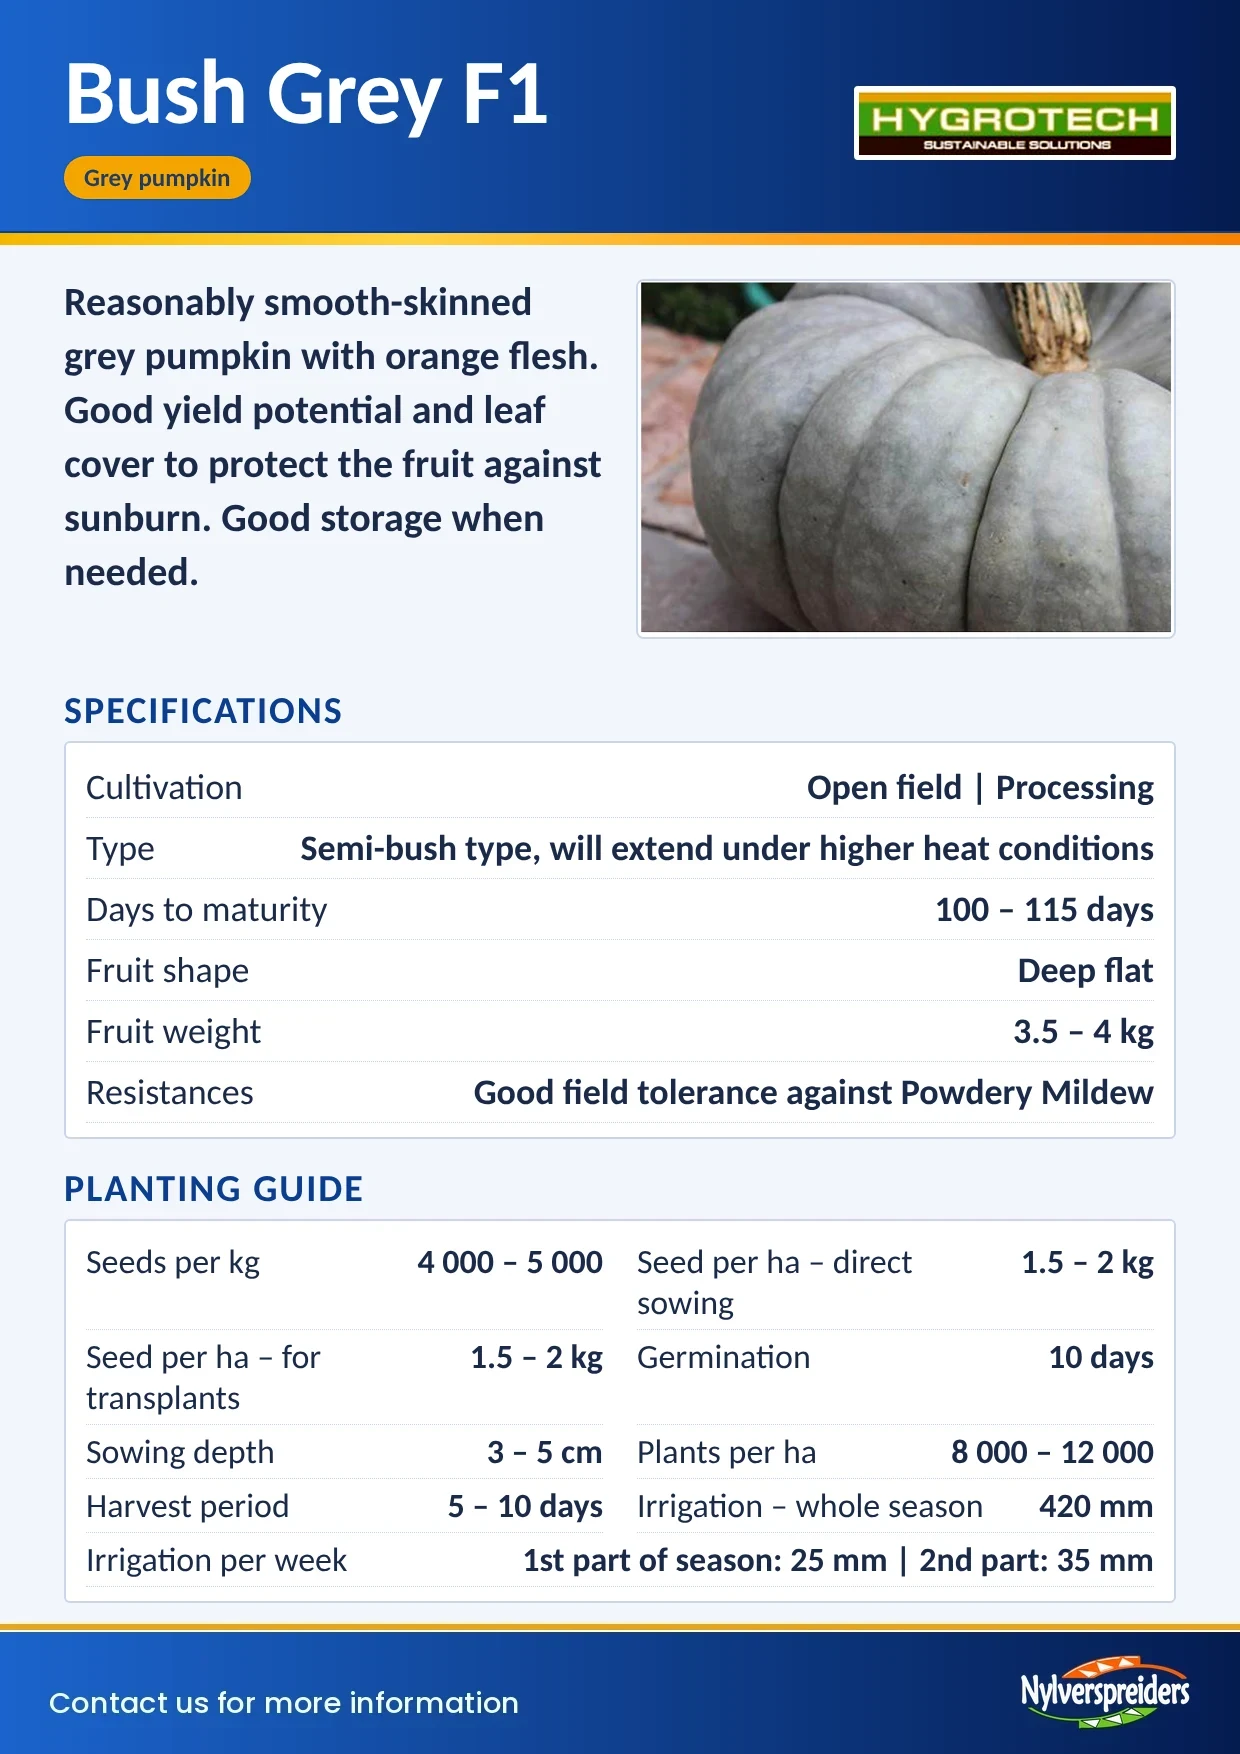 Bush Grey F1
Grey pumpkin
HYGROTECH
SUSTAINABLE SOLUTIONS
Reasonably smooth-skinned
grey pumpkin with orange flesh.
Good yield potential and leaf
cover to protect the fruit against
sunburn. Good storage when
needed.
SPECIFICATIONS
Cultivation Open field | Processing
Type Semi-bush type, will extend under higher heat conditions
Days to maturity 100 – 115 days
Fruit shape Deep flat
Fruit weight 3.5 – 4 kg
Resistances Good field tolerance against Powdery Mildew
PLANTING GUIDE
Seeds per kg 4 000 – 5 000
Seed per ha – direct 1.5 – 2 kg
sowing
Seed per ha – for 1.5 – 2 kg
transplants
Germination 10 days
Sowing depth 3 – 5 cm
Plants per ha 8 000 – 12 000
Harvest period 5 – 10 days
Irrigation – whole season 420 mm
Irrigation per week 1st part of season: 25 mm | 2nd part: 35 mm
Contact us for more information
Nylverspreiders